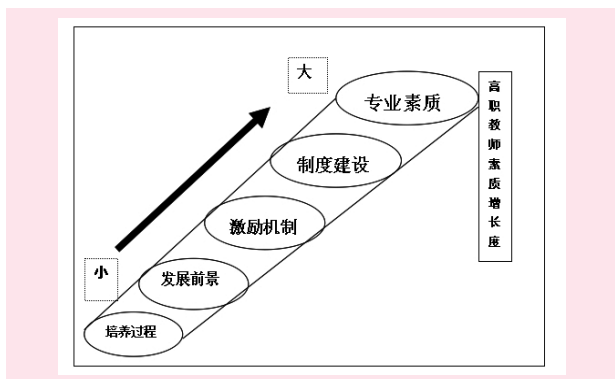 大
专业素质
制度建设
激励机制
小
发展前景
培养过程
高职教师素质增长度